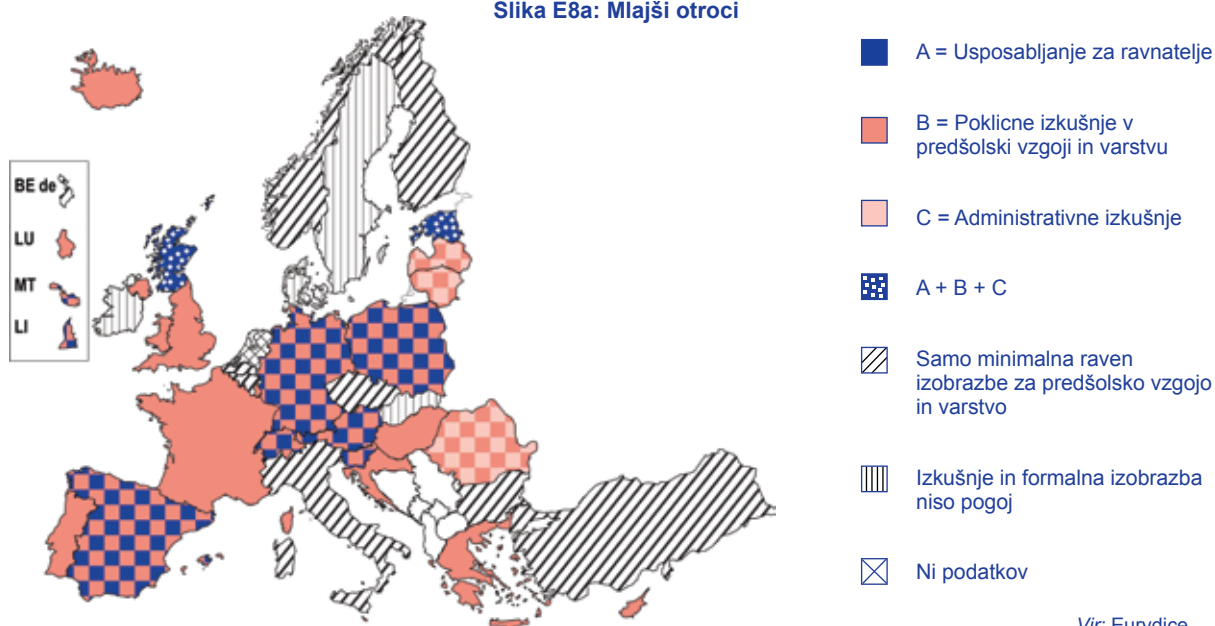 Slika E8a: Mlajši otroci
BE de
LU
MT
LI
A = Usposabljanje za ravnatelje
B = Poklicne izkušnje v
predšolski vzgoji in varstvu
C = Administrativne izkušnje
A + B + C
Samo minimalna raven
izobrazbe za predšolsko vzgojo
in varstvo
Izkušnje in formalna izobrazba
niso pogoj
Ni podatkov
Vir: Eurydice